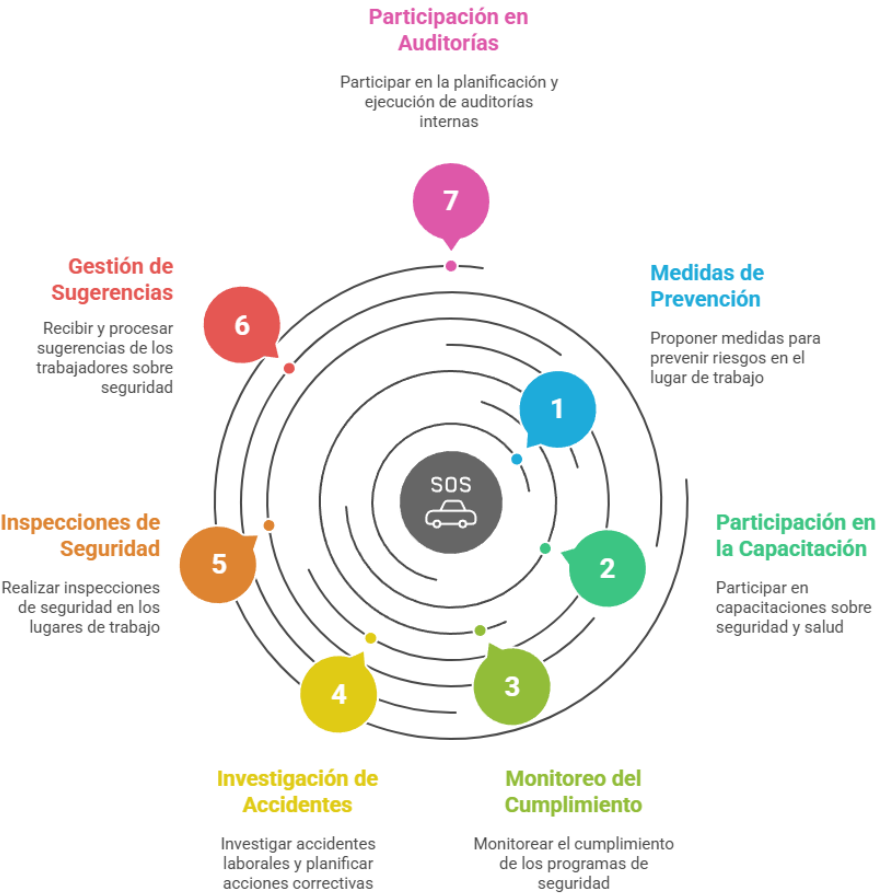 Participación en
Auditorías
Participar en la planificación y
ejecución de auditorías
internas
7
Gestión de
Sugerencias
Recibir y procesar
sugerencias de los
trabajadores sobre
seguridad
6
Medidas de
Prevención
Proponer medidas para
prevenir riesgos en el
lugar de trabajo
1
SOS
Inspecciones de
Seguridad
Realizar inspecciones
de seguridad en los
lugares de trabajo
5
Participación en
la Capacitación
Participar en
capacitaciones sobre
seguridad y salud
2
4
3
Investigación de
Accidentes
Investigar accidentes
laborales y planificar
acciones correctivas
Monitoreo del
Cumplimiento
Monitorear el cumplimiento
de los programas de
seguridad